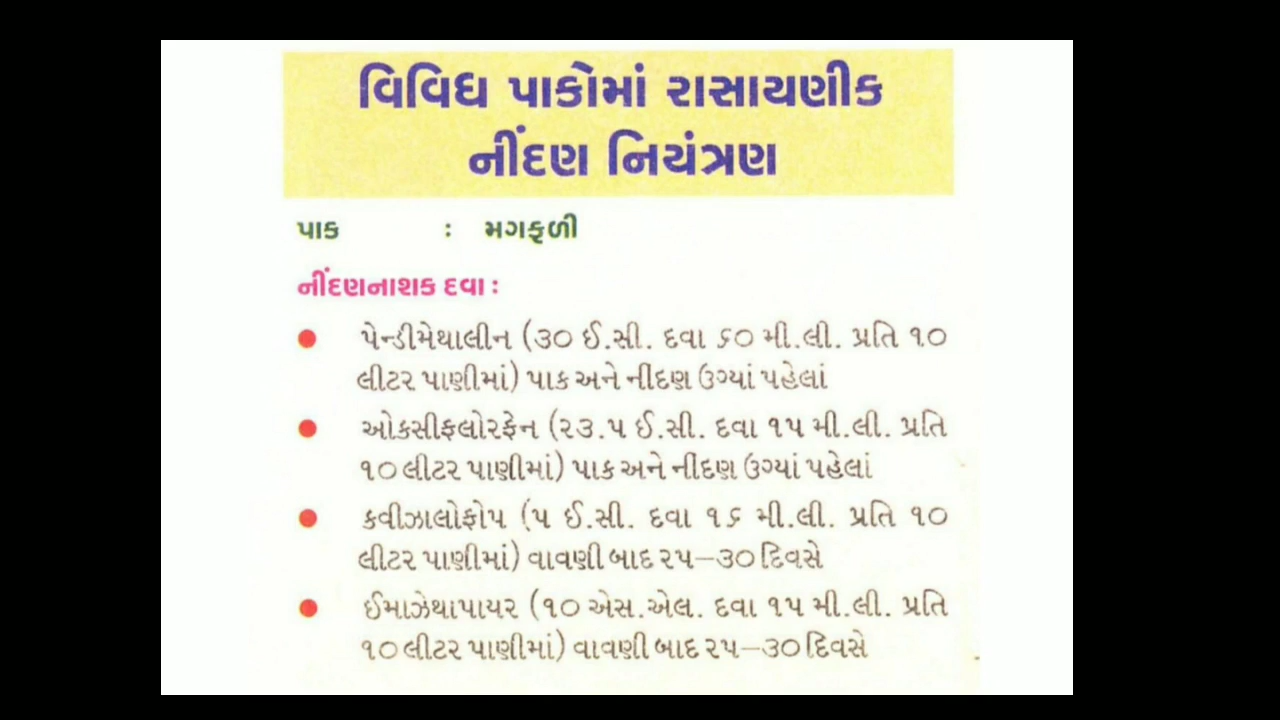 વિવિધ પાકોમાં રાસાયણીક
નીંદણ નિયંત્રણ
પાક : મગફળી
નીંદણનાશક દવા :
● પેન્ડીમેથાલીન (૩૦ ઈ.સી. દવા ૬૦ મી.લી. પ્રતિ ૧૦
લીટર પાણીમાં) પાક અને નીંદણ ઉગ્યાં પહેલાં
● ઓક્સીફલોરફેન (૨૩.૫ ઈ.સી. દવા ૧૫ મી.લી. પ્રતિ
૧૦ લીટર પાણીમાં) પાક અને નીંદણ ઉગ્યાં પહેલાં
● કવીઝાલોફોપ (૫ ઈ.સી. દવા ૧૬ મી.લી. પ્રતિ ૧૦
લીટર પાણીમાં) વાવણી બાદ ૨૫–૩૦ દિવસે
● ઈમાઝેથાપાયર (૧૦ એસ.એલ. દવા ૧૫ મી.લી. પ્રતિ
૧૦ લીટર પાણીમાં) વાવણી બાદ ૨૫–૩૦ દિવસે